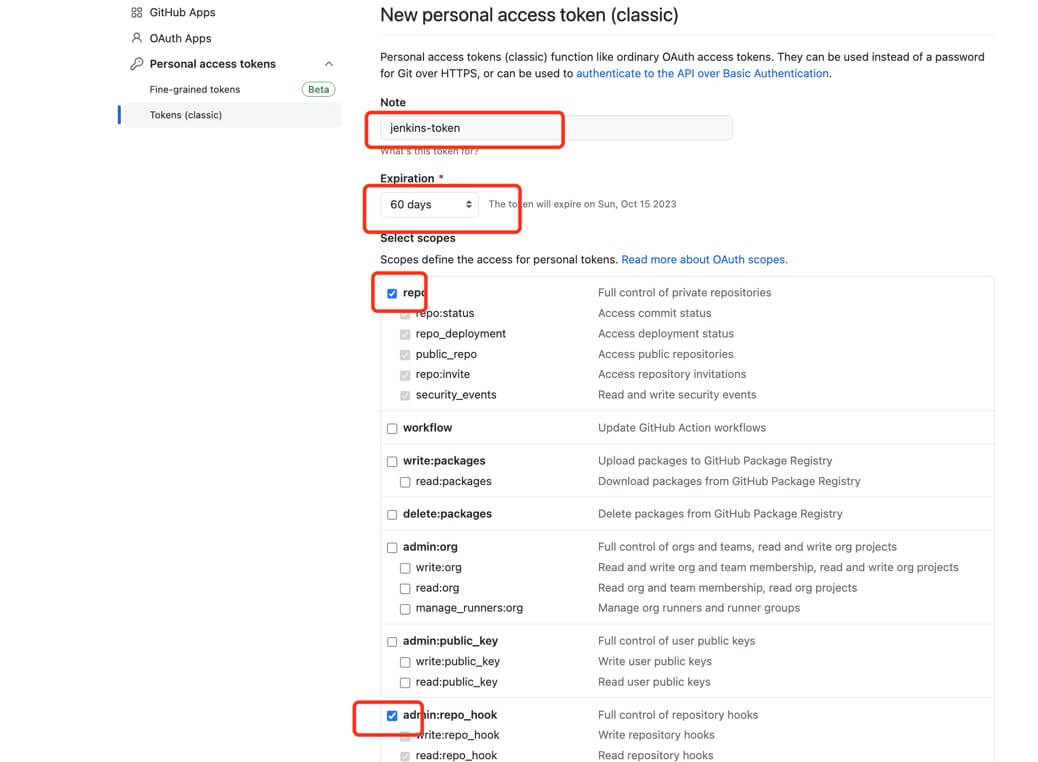 GitHub Apps
OAuth Apps
Personal access tokens
Fine-grained tokens Beta
Tokens (classic)
New personal access token (classic)
Personal access tokens (classic) function like ordinary OAuth access tokens. They can be used instead of a password
for Git over HTTPS, or can be used to authenticate to the API over Basic Authentication.
Note
jenkins-token
What's this token for?
Expiration *
60 days The token will expire on Sun, Oct 15 2023
Select scopes
Scopes define the access for personal tokens. Read more about OAuth scopes.
repo Full control of private repositories
repo:status Access commit status
repo_deployment Access deployment status
public_repo Access public repositories
repo:invite Access repository invitations
security_events Read and write security events
workflow Update GitHub Action workflows
write:packages Upload packages to GitHub Package Registry
read:packages Download packages from GitHub Package Registry
delete:packages Delete packages from GitHub Package Registry
admin:org Full control of orgs and teams, read and write org projects
write:org Read and write org and team membership, read and write org projects
read:org Read org and team membership, read org projects
manage_runners:org Manage org runners and runner groups
admin:public_key Full control of user public keys
write:public_key Write user public keys
read:public_key Read user public keys
admin:repo_hook Full control of repository hooks
write:repo_hook Write repository hooks
read:repo_hook Read repository hooks